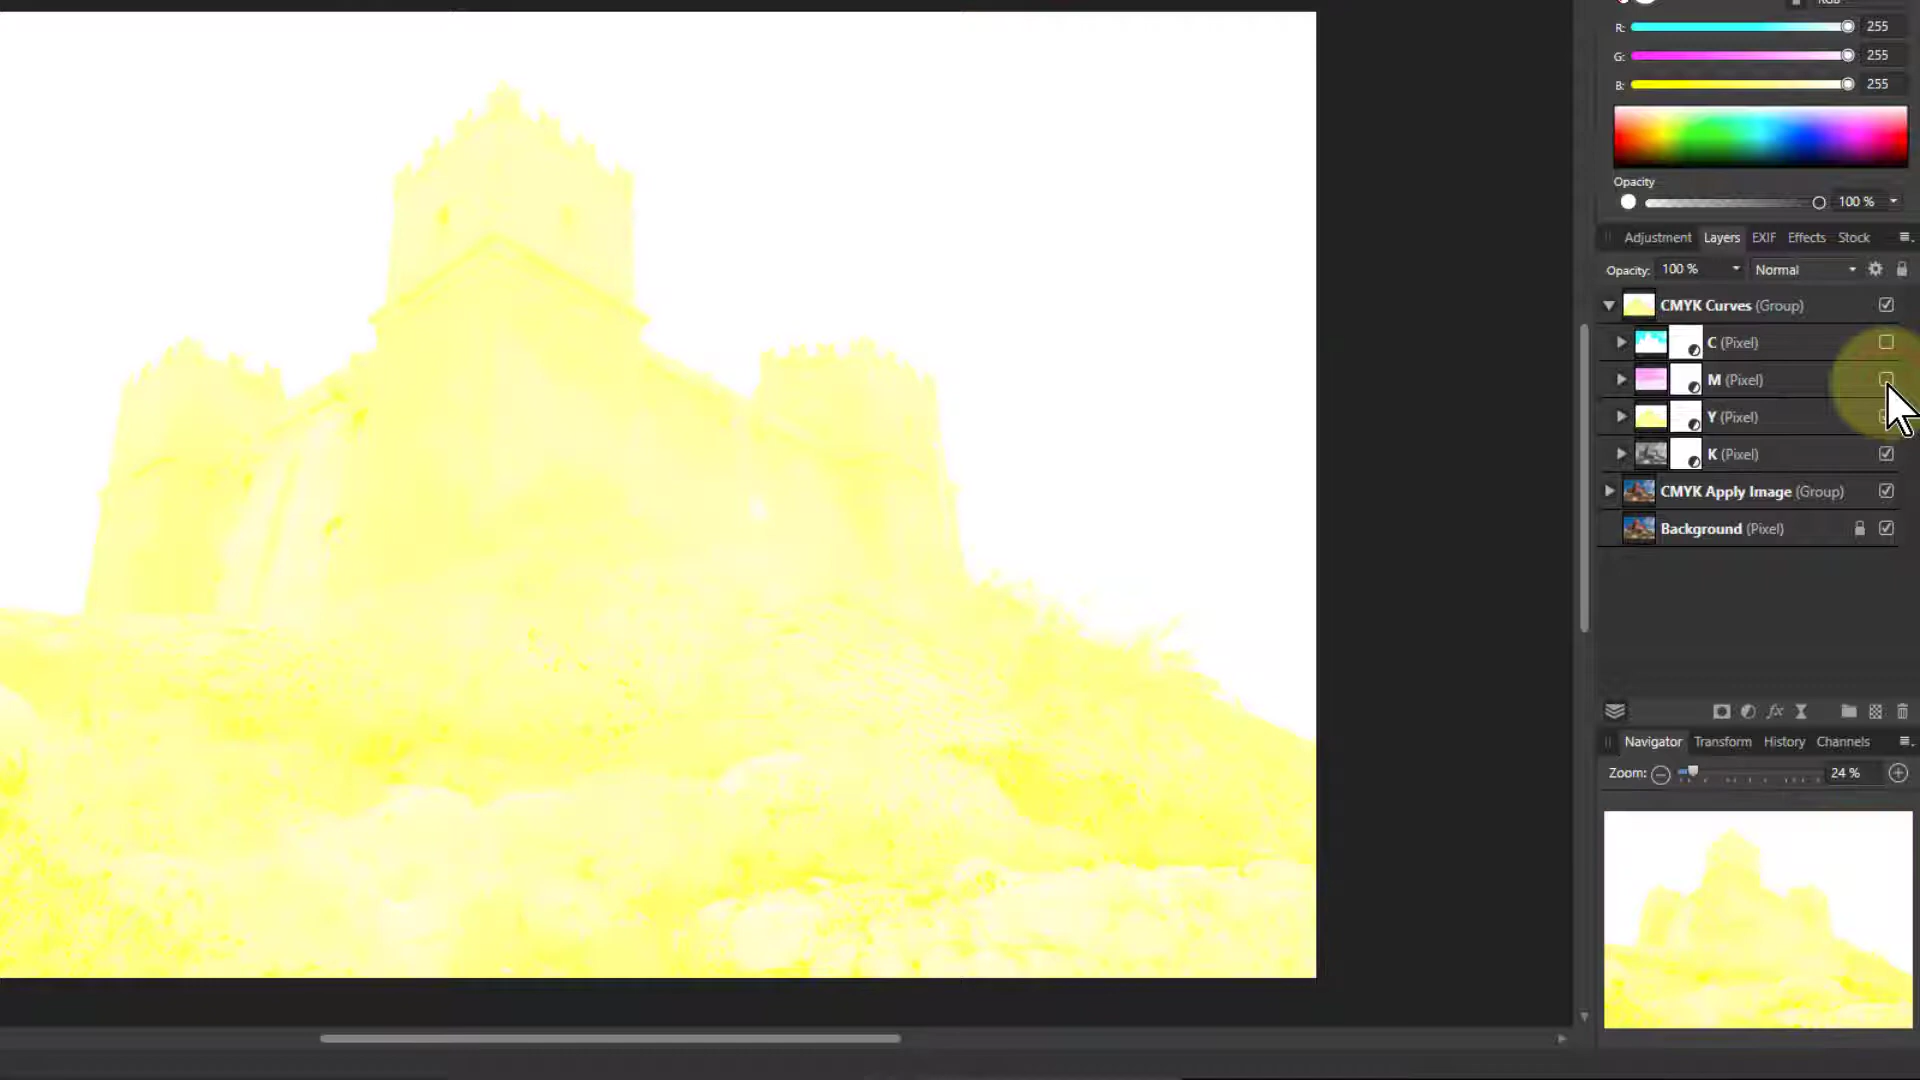 R: 255
G: 255
B: 255
Opacity
100 %
Adjustment Layers EXIF Effects Stock
Opacity: 100 % Normal
CMYK Curves (Group)
C (Pixel)
M (Pixel)
Y (Pixel)
K (Pixel)
CMYK Apply Image (Group)
Background (Pixel)
fx
Navigator Transform History Channels
Zoom: 24 %